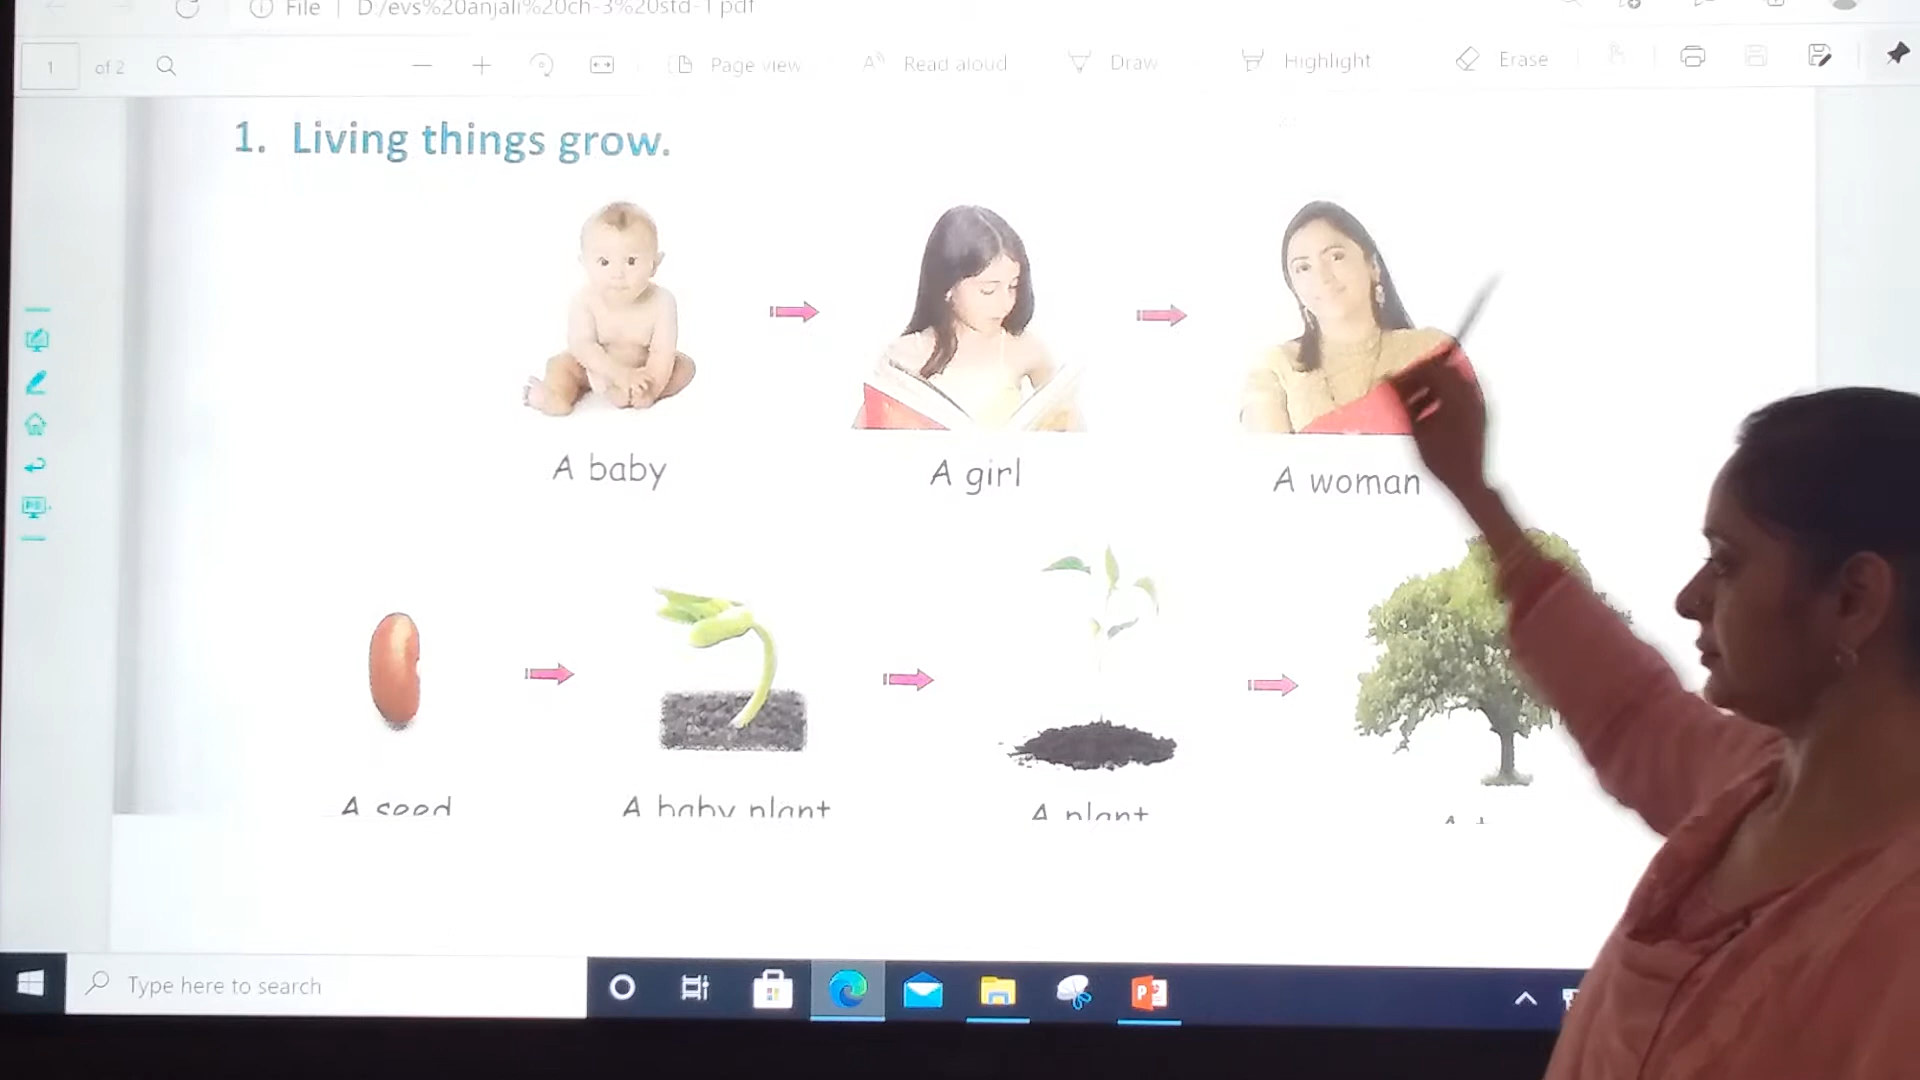 File | D:/evs%20anjali%20ch-3%20std-1 pdf
1 of 2 Page view Read aloud Draw Highlight Erase
1. Living things grow.
A baby A girl A woman
A seed A baby plant A plant
Type here to search